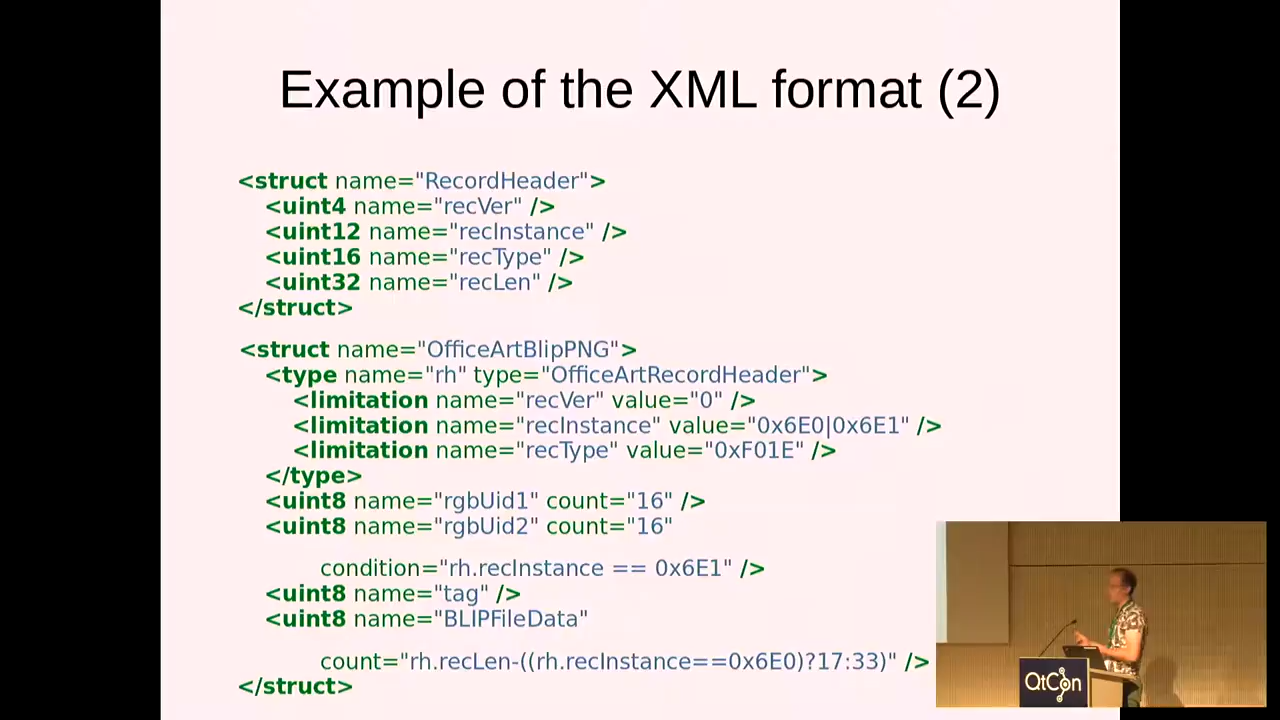 Example of the XML format (2)
<struct name="RecordHeader">
<uint4 name="recVer" />
<uint12 name="recInstance" />
<uint16 name="recType" />
<uint32 name="recLen" />
</struct>
<struct name="OfficeArtBlipPNG">
<type name="rh" type="OfficeArtRecordHeader">
<limitation name="recVer" value="0" />
<limitation name="recInstance" value="0x6E0|0x6E1" />
<limitation name="recType" value="0xF01E" />
</type>
<uint8 name="rgbUid1" count="16" />
<uint8 name="rgbUid2" count="16"
condition="rh.recInstance == 0x6E1" />
<uint8 name="tag" />
<uint8 name="BLIPFileData"
count="rh.recLen-((rh.recInstance==0x6E0)?17:33)" />
</struct>
QtCon